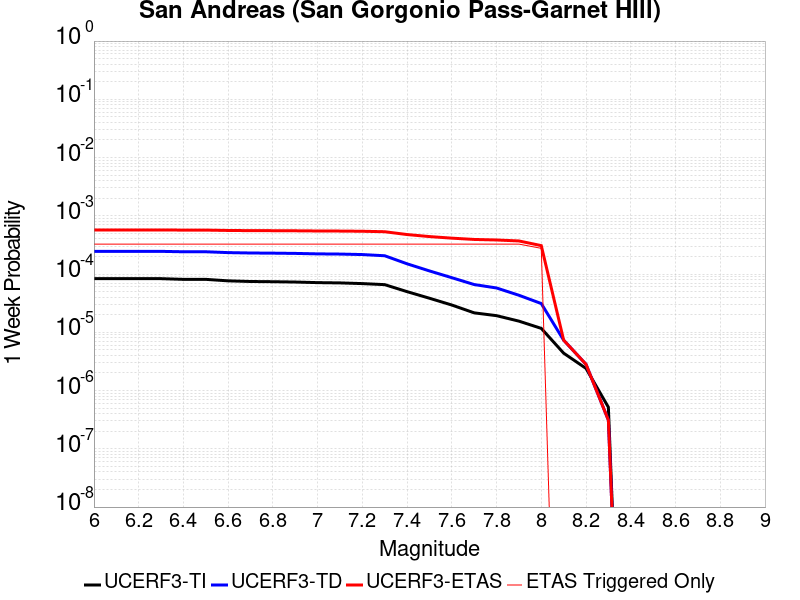 San Andreas (San Gorgonio Pass-Garnet HIll)
1 Week Probability
10^0
10^-1
10^-2
10^-3
10^-4
10^-5
10^-6
10^-7
10^-8
6 6.2 6.4 6.6 6.8 7 7.2 7.4 7.6 7.8 8 8.2 8.4 8.6 8.8 9
Magnitude
UCERF3-TI UCERF3-TD UCERF3-ETAS ETAS Triggered Only